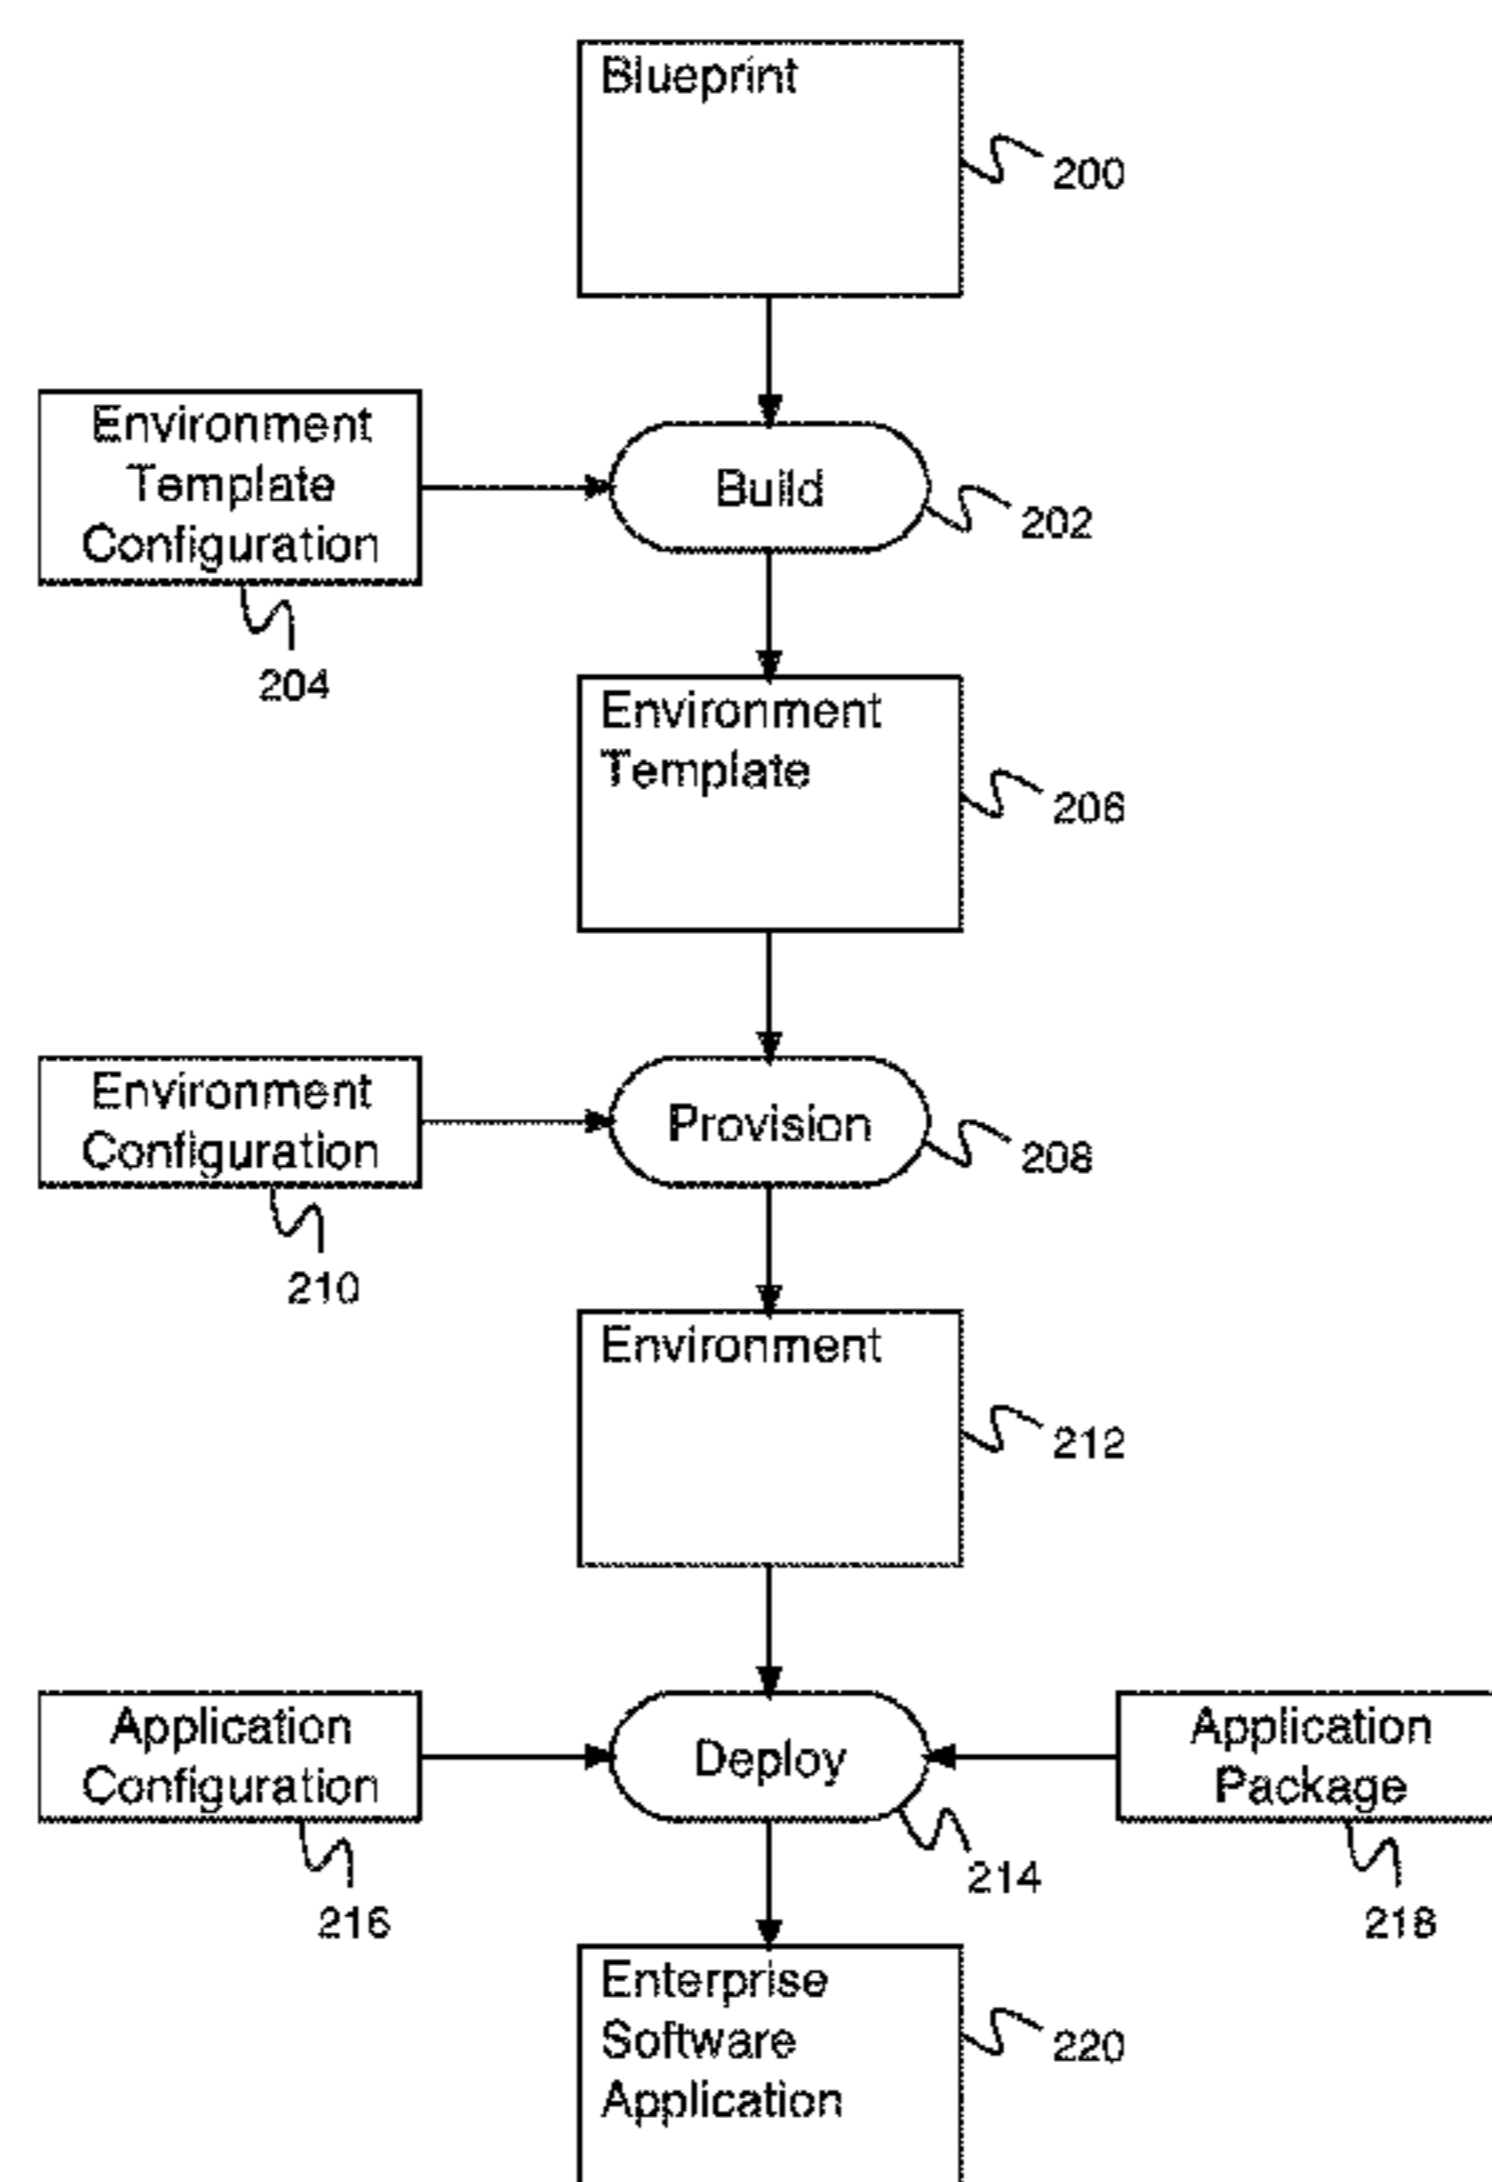 Blueprint
200
Environment
Template
Configuration
Build
202
204
Environment
Template
206
Environment
Configuration
Provision
208
210
Environment
212
Application
Configuration
Deploy
Application
Package
214
216
218
Enterprise
Software
Application
220